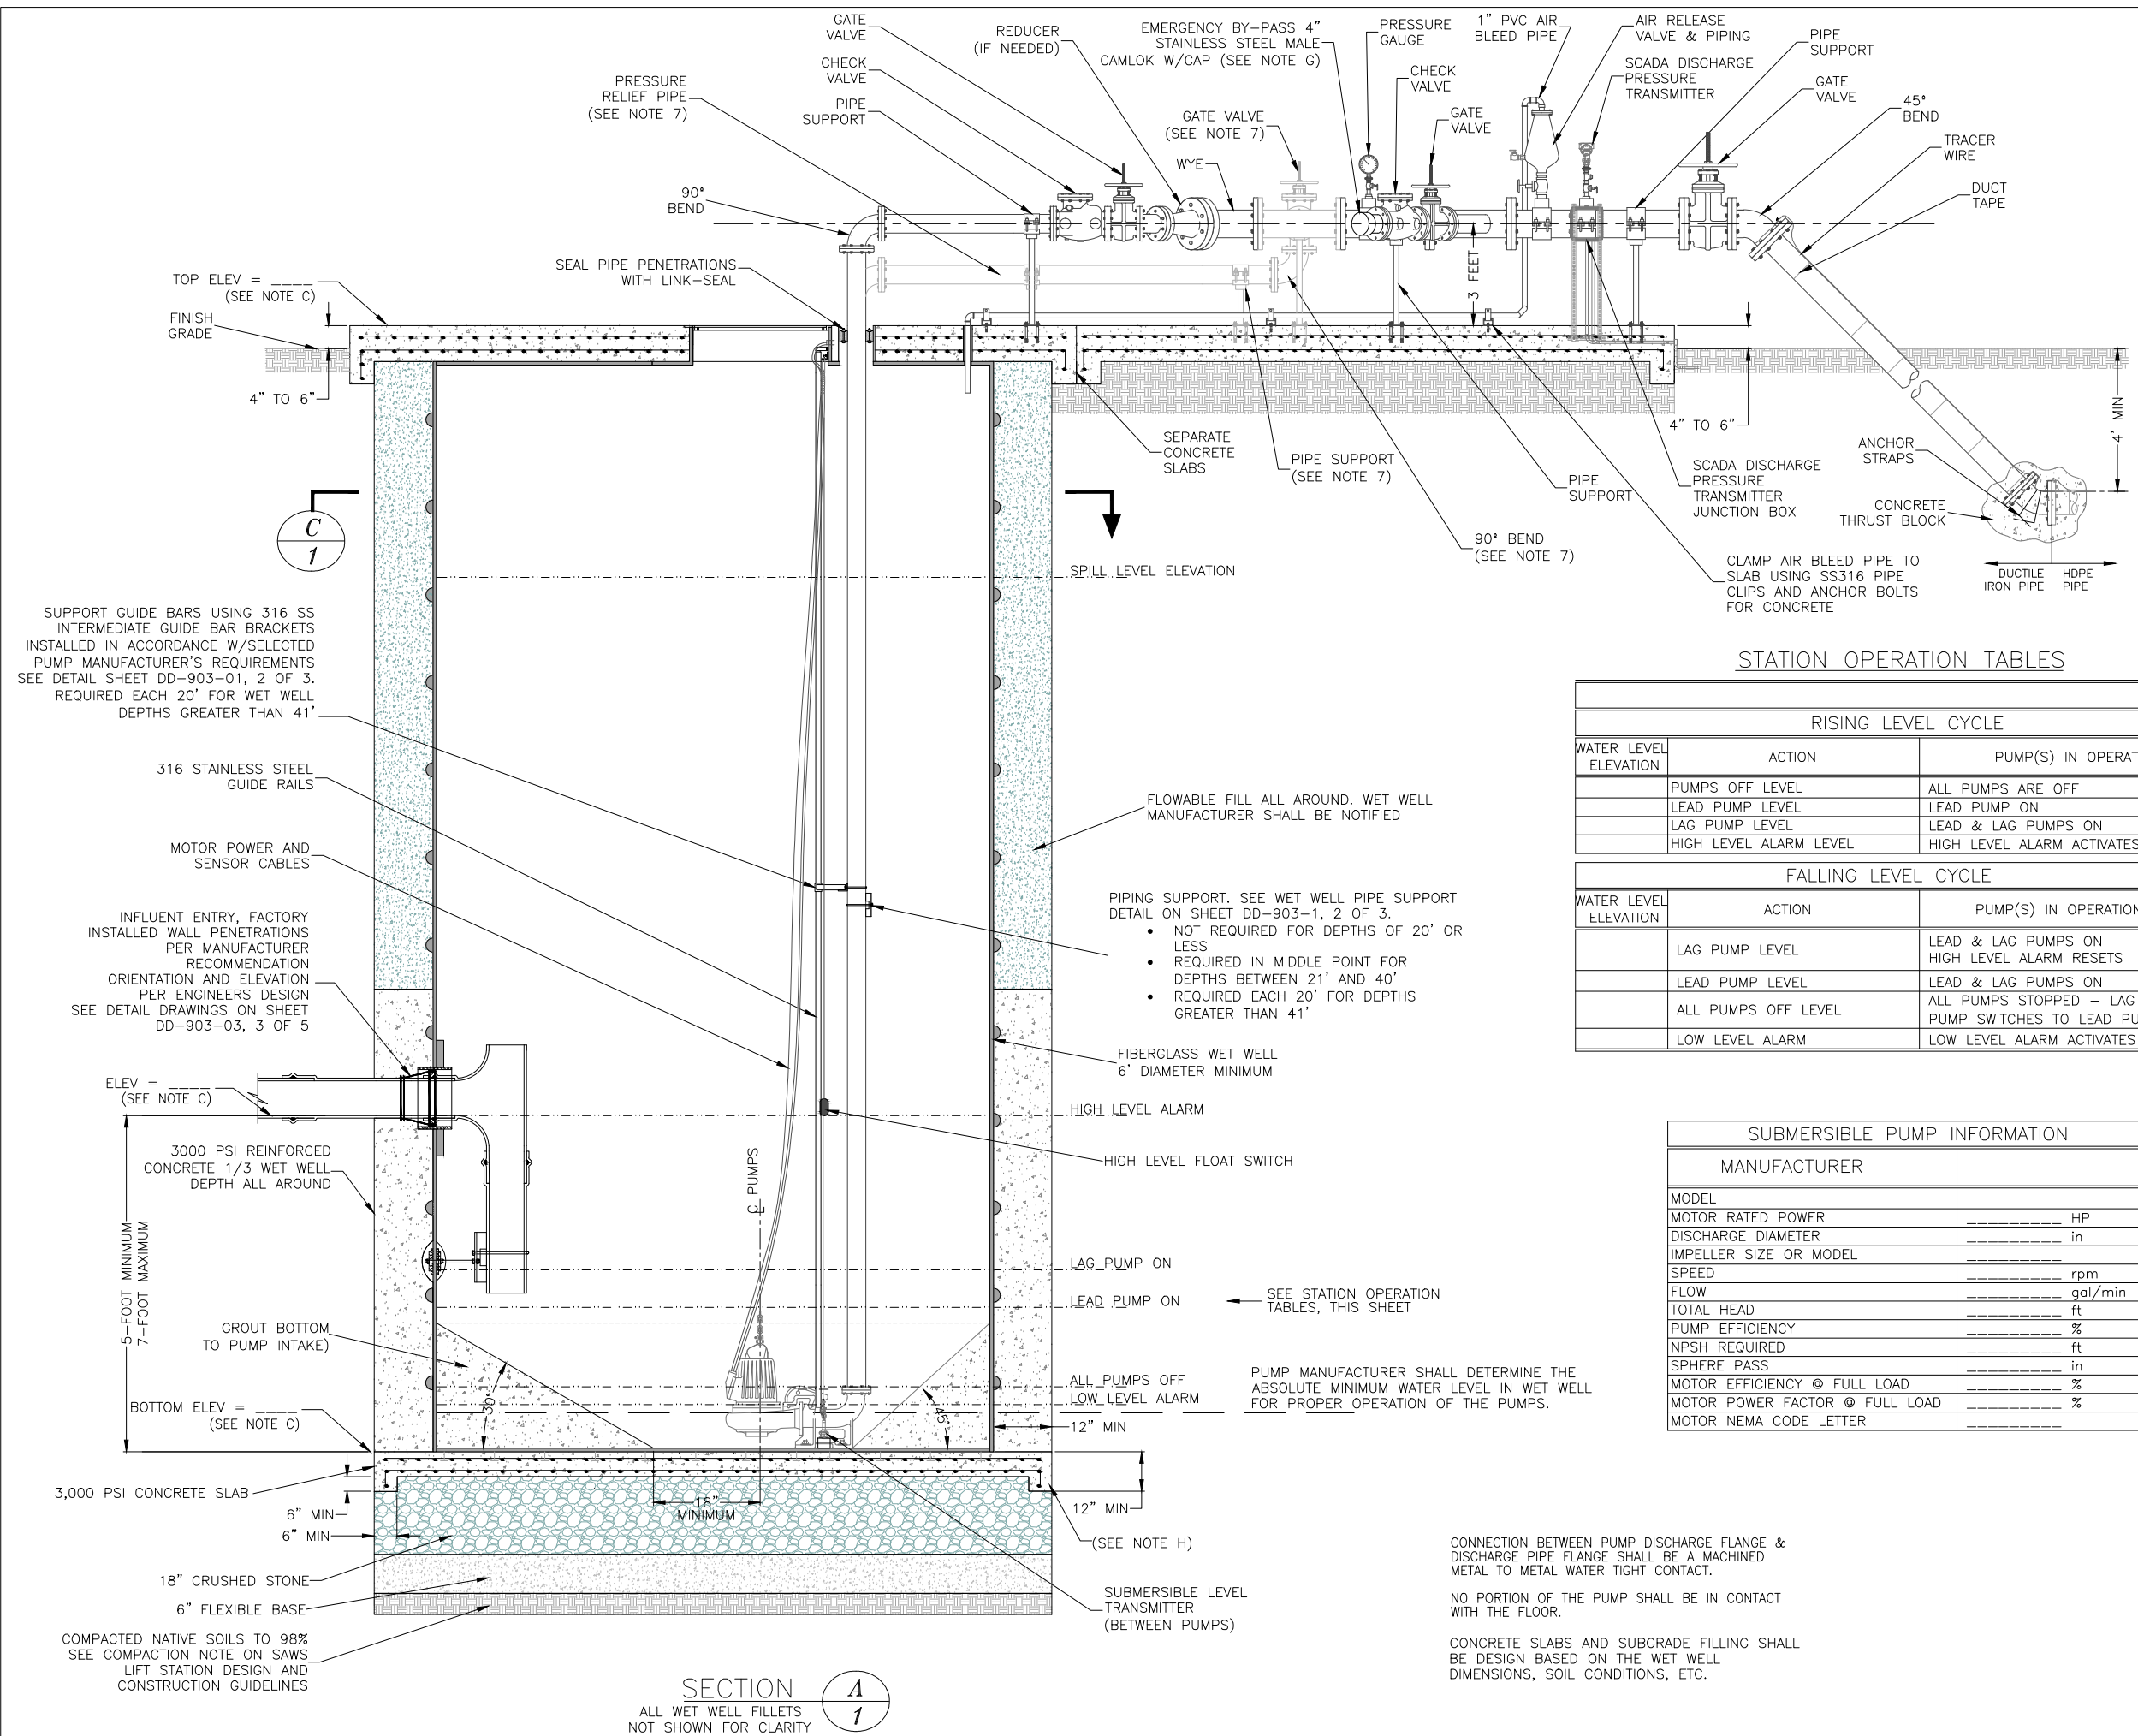 GATE
VALVE
REDUCER
(IF NEEDED)
EMERGENCY BY-PASS 4"
STAINLESS STEEL MALE
CAMLOK W/CAP (SEE NOTE G)
PRESSURE
GAUGE
1" PVC AIR
BLEED PIPE
AIR RELEASE
VALVE & PIPING
PIPE
SUPPORT
CHECK
VALVE
PRESSURE
RELIEF PIPE
(SEE NOTE 7)
PIPE
SUPPORT
GATE VALVE
(SEE NOTE 7)
CHECK
VALVE
GATE
VALVE
SCADA DISCHARGE
PRESSURE
TRANSMITTER
GATE
VALVE
45°
BEND
TRACER
WIRE
DUCT
TAPE
WYE
90°
BEND
SEAL PIPE PENETRATIONS
WITH LINK-SEAL
3 FEET
TOP ELEV = ____
(SEE NOTE C)
FINISH
GRADE
4" TO 6"
SEPARATE
CONCRETE
SLABS
PIPE SUPPORT
(SEE NOTE 7)
PIPE
SUPPORT
90° BEND
(SEE NOTE 7)
4" TO 6"
SCADA DISCHARGE
PRESSURE
TRANSMITTER
JUNCTION BOX
4' MIN
ANCHOR
STRAPS
CONCRETE
THRUST BLOCK
DUCTILE
IRON PIPE
HDPE
PIPE
CLAMP AIR BLEED PIPE TO
SLAB USING SS316 PIPE
CLIPS AND ANCHOR BOLTS
FOR CONCRETE
C
1
SPILL LEVEL ELEVATION
SUPPORT GUIDE BARS USING 316 SS
INTERMEDIATE GUIDE BAR BRACKETS
INSTALLED IN ACCORDANCE W/SELECTED
PUMP MANUFACTURER'S REQUIREMENTS
SEE DETAIL SHEET DD-903-01, 2 OF 3.
REQUIRED EACH 20' FOR WET WELL
DEPTHS GREATER THAN 41'
316 STAINLESS STEEL
GUIDE RAILS
MOTOR POWER AND
SENSOR CABLES
INFLUENT ENTRY, FACTORY
INSTALLED WALL PENETRATIONS
PER MANUFACTURER
RECOMMENDATION
ORIENTATION AND ELEVATION
PER ENGINEERS DESIGN
SEE DETAIL DRAWINGS ON SHEET
DD-903-03, 3 OF 5
ELEV = ____
(SEE NOTE C)
3000 PSI REINFORCED
CONCRETE 1/3 WET WELL
DEPTH ALL AROUND
5-FOOT MINIMUM
7-FOOT MAXIMUM
GROUT BOTTOM
TO PUMP INTAKE)
BOTTOM ELEV = ____
(SEE NOTE C)
3,000 PSI CONCRETE SLAB
6" MIN
6" MIN
18" CRUSHED STONE
6" FLEXIBLE BASE
COMPACTED NATIVE SOILS TO 98%
SEE COMPACTION NOTE ON SAWS
LIFT STATION DESIGN AND
CONSTRUCTION GUIDELINES
FLOWABLE FILL ALL AROUND. WET WELL
MANUFACTURER SHALL BE NOTIFIED
PIPING SUPPORT. SEE WET WELL PIPE SUPPORT
DETAIL ON SHEET DD-903-1, 2 OF 3.
• NOT REQUIRED FOR DEPTHS OF 20' OR
LESS
• REQUIRED IN MIDDLE POINT FOR
DEPTHS BETWEEN 21' AND 40'
• REQUIRED EACH 20' FOR DEPTHS
GREATER THAN 41'
FIBERGLASS WET WELL
6' DIAMETER MINIMUM
HIGH LEVEL ALARM
HIGH LEVEL FLOAT SWITCH
CL PUMPS
LAG PUMP ON
LEAD PUMP ON
SEE STATION OPERATION
TABLES, THIS SHEET
ALL PUMPS OFF
LOW LEVEL ALARM
PUMP MANUFACTURER SHALL DETERMINE THE
ABSOLUTE MINIMUM WATER LEVEL IN WET WELL
FOR PROPER OPERATION OF THE PUMPS.
30°
45°
12" MIN
12" MIN
18"
MINIMUM
(SEE NOTE H)
SUBMERSIBLE LEVEL
TRANSMITTER
(BETWEEN PUMPS)
SECTION
ALL WET WELL FILLETS
NOT SHOWN FOR CLARITY
A
1
STATION OPERATION TABLES
RISING LEVEL CYCLE
WATER LEVEL
ELEVATION
ACTION
PUMP(S) IN OPERAT
PUMPS OFF LEVEL ALL PUMPS ARE OFF
LEAD PUMP LEVEL LEAD PUMP ON
LAG PUMP LEVEL LEAD & LAG PUMPS ON
HIGH LEVEL ALARM LEVEL HIGH LEVEL ALARM ACTIVATES
FALLING LEVEL CYCLE
WATER LEVEL
ELEVATION
ACTION
PUMP(S) IN OPERATION
LAG PUMP LEVEL
LEAD & LAG PUMPS ON
HIGH LEVEL ALARM RESETS
LEAD PUMP LEVEL LEAD & LAG PUMPS ON
ALL PUMPS OFF LEVEL
ALL PUMPS STOPPED – LAG
PUMP SWITCHES TO LEAD PU
LOW LEVEL ALARM LOW LEVEL ALARM ACTIVATES
SUBMERSIBLE PUMP INFORMATION
MANUFACTURER
MODEL
MOTOR RATED POWER _________ HP
DISCHARGE DIAMETER _________ in
IMPELLER SIZE OR MODEL _________
SPEED _________ rpm
FLOW _________ gal/min
TOTAL HEAD _________ ft
PUMP EFFICIENCY _________ %
NPSH REQUIRED _________ ft
SPHERE PASS _________ in
MOTOR EFFICIENCY @ FULL LOAD _________ %
MOTOR POWER FACTOR @ FULL LOAD _________ %
MOTOR NEMA CODE LETTER _________
CONNECTION BETWEEN PUMP DISCHARGE FLANGE &
DISCHARGE PIPE FLANGE SHALL BE A MACHINED
METAL TO METAL WATER TIGHT CONTACT.
NO PORTION OF THE PUMP SHALL BE IN CONTACT
WITH THE FLOOR.
CONCRETE SLABS AND SUBGRADE FILLING SHALL
BE DESIGN BASED ON THE WET WELL
DIMENSIONS, SOIL CONDITIONS, ETC.